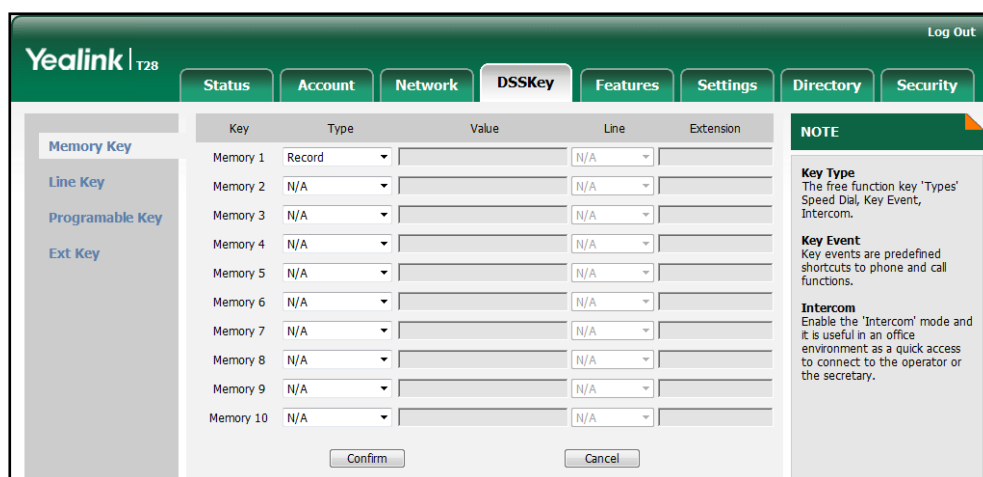 Log Out
Yealink T28
Status Account Network DSSKey Features Settings Directory Security
Memory Key
Line Key
Programable Key
Ext Key
Key Type Value Line Extension
Memory 1 Record N/A
Memory 2 N/A N/A
Memory 3 N/A N/A
Memory 4 N/A N/A
Memory 5 N/A N/A
Memory 6 N/A N/A
Memory 7 N/A N/A
Memory 8 N/A N/A
Memory 9 N/A N/A
Memory 10 N/A N/A
Confirm Cancel
NOTE
Key Type
The free function key 'Types'
Speed Dial, Key Event,
Intercom.
Key Event
Key events are predefined
shortcuts to phone and call
functions.
Intercom
Enable the 'Intercom' mode and
it is useful in an office
environment as a quick access
to connect to the operator or
the secretary.